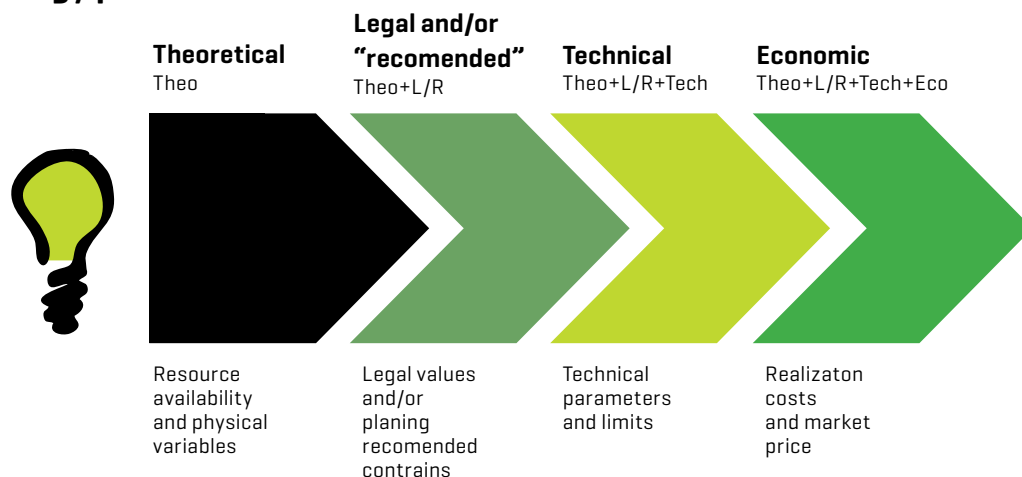 Theoretical
Theo
Legal and/or
“recomended”
Theo+L/R
Technical
Theo+L/R+Tech
Economic
Theo+L/R+Tech+Eco
Resource
availability
and physical
variables
Legal values
and/or
planing
recomended
contrains
Technical
parameters
and limits
Realizaton
costs
and market
price